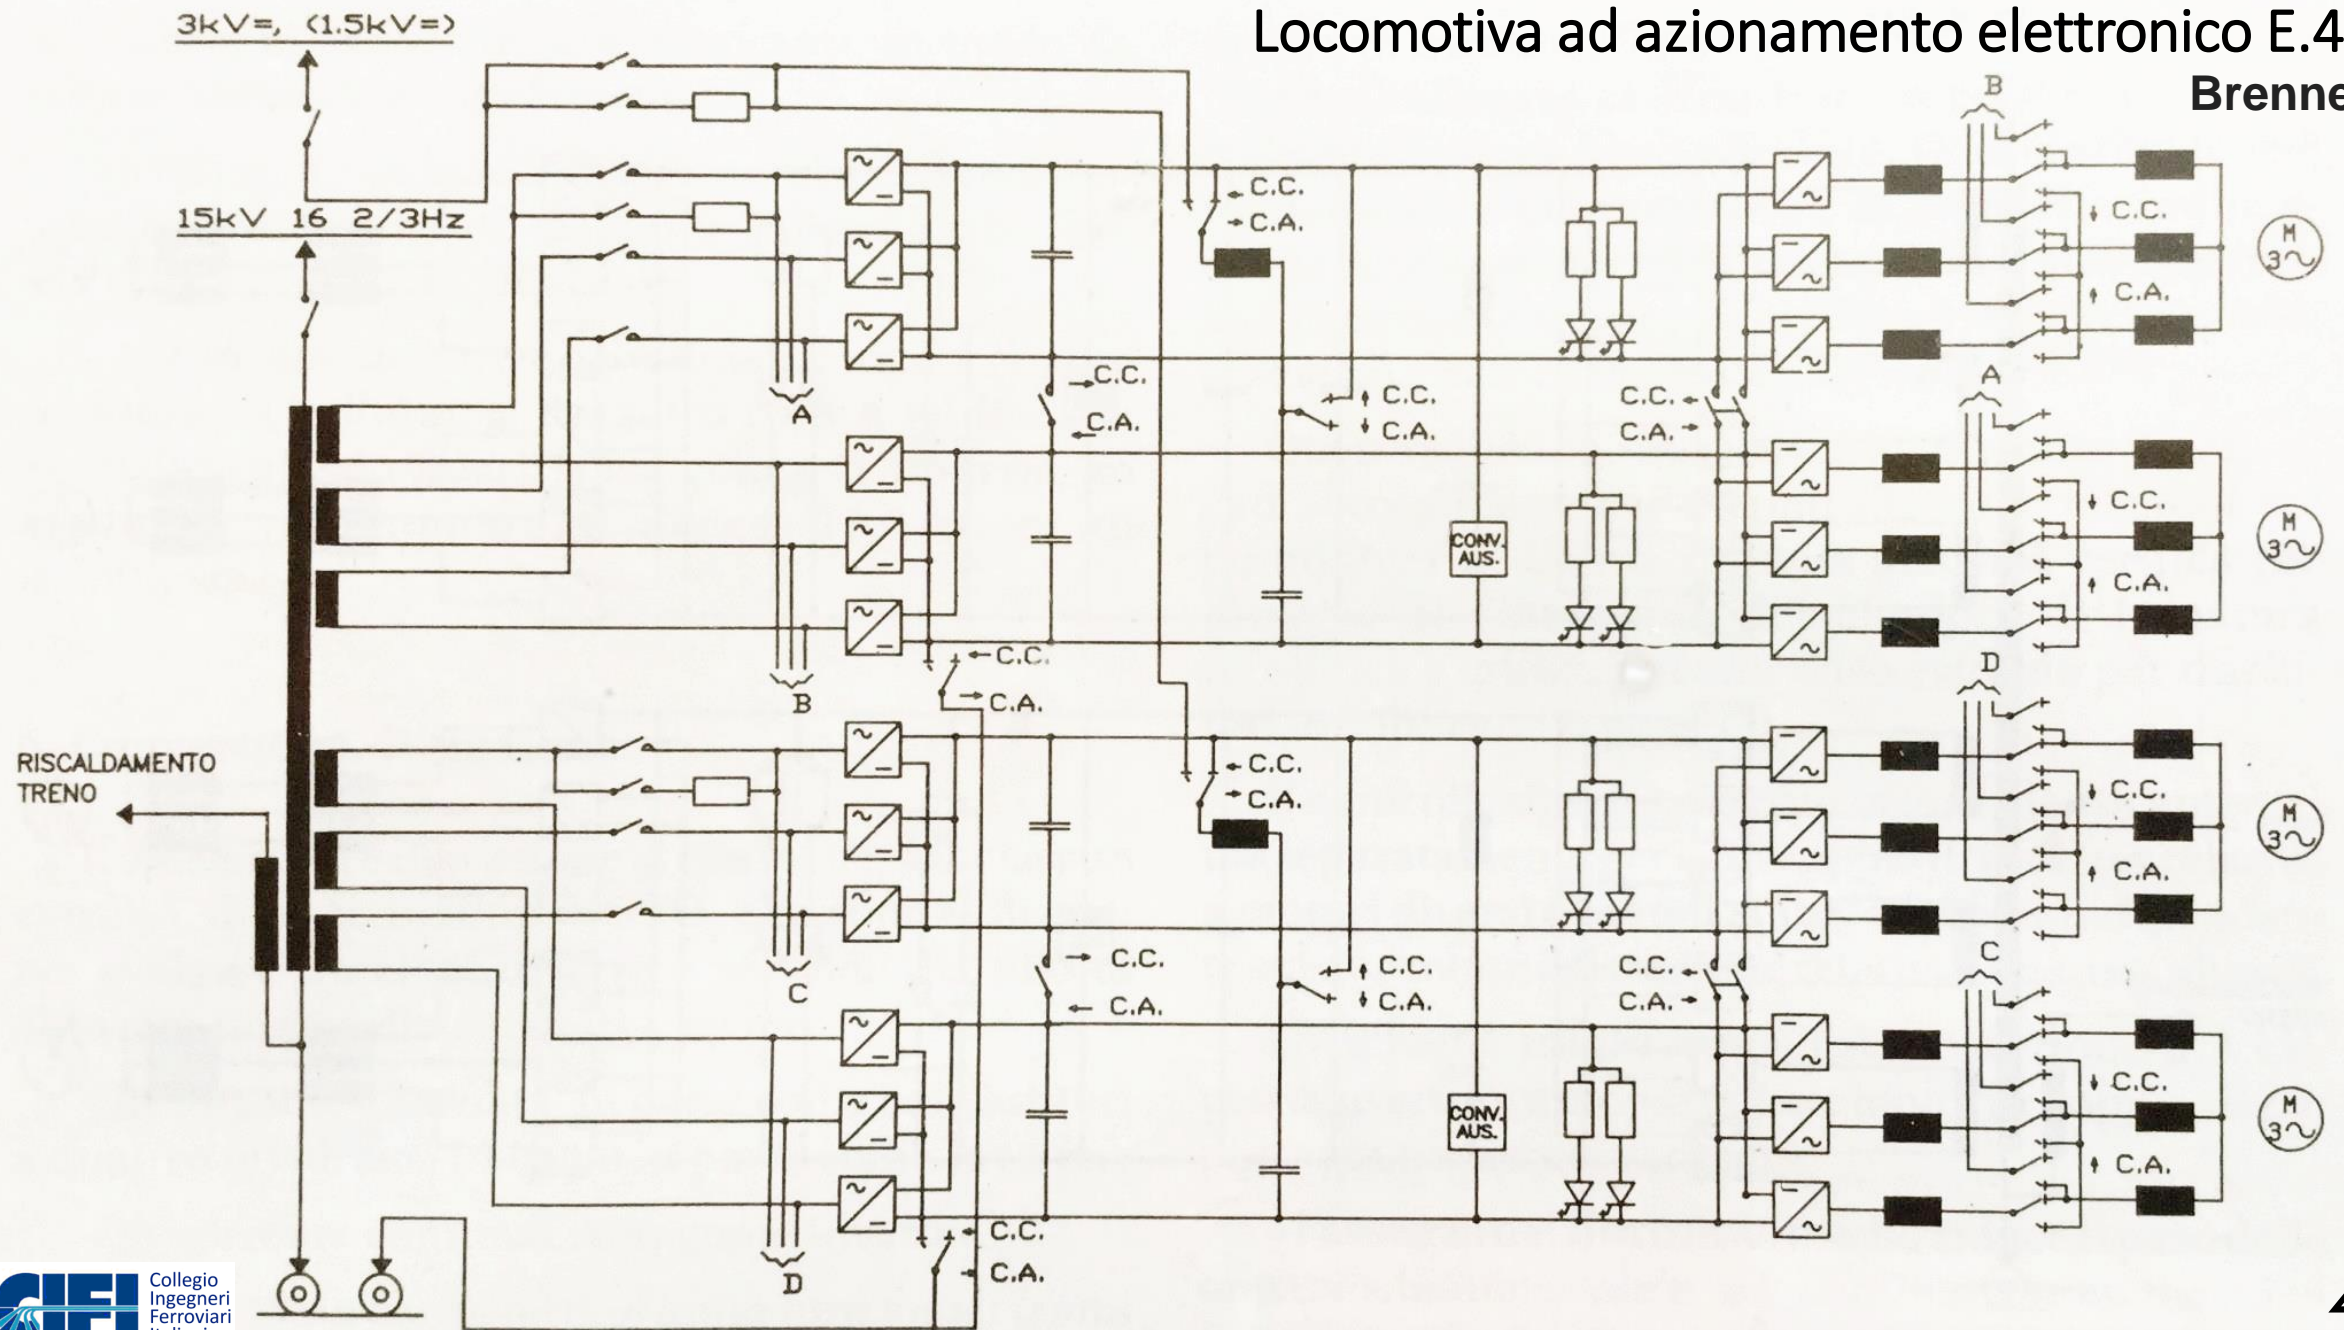 Locomotiva ad azionamento elettronico E.4
Brenne
3kV=, (1.5kV=)
15kV 16 2/3Hz
RISCALDAMENTO
TRENO
A
B
C
D
C.C.
C.A.
C.C.
C.A.
C.C.
C.A.
C.C.
C.A.
C.C.
C.A.
C.C.
C.A.
C.C.
C.A.
C.C.
C.A.
C.C.
C.A.
C.C.
C.A.
CONV.
AUS.
CONV.
AUS.
B
C.C.
C.A.
M
3~
A
C.C.
C.A.
M
3~
D
C.C.
C.A.
M
3~
C
C.C.
C.A.
M
3~
CIFI
Collegio
Ingegneri
Ferroviari